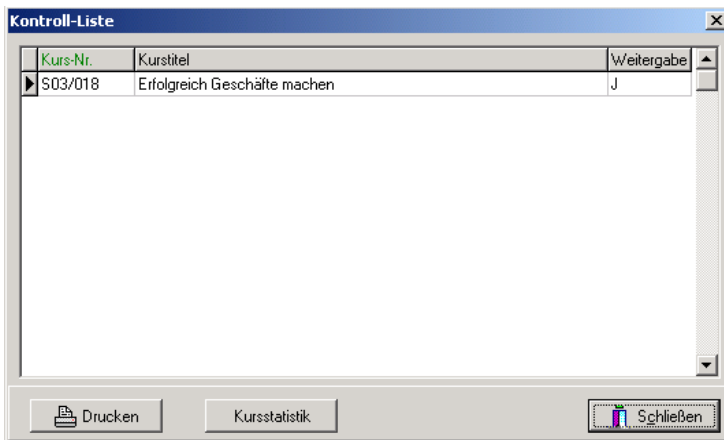 Kontroll-Liste
Kurs-Nr. Kurstitel Weitergabe
S03/018 Erfolgreich Geschäfte machen J
Drucken Kursstatistik Schließen